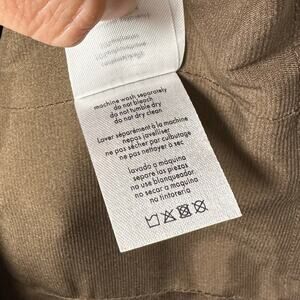 machine wash separately
do not bleach
do not tumble dry
do not dry clean
Laver séparément à la machine
ne pas javelliser
ne pas sécher par culbutage
ne pas nettoyer à sec
lavado a máquina
separe las piezas
no use blanqueador
no secar a maquina
no tintorería